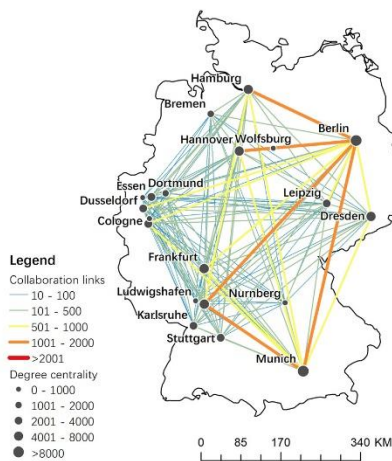 Hamburg
Bremen
Hannover Wolfsburg
Berlin
Essen Dortmund
Dusseldorf
Leipzig
Cologne
Dresden
Frankfurt
Ludwigshafen
Nurnberg
Karlsruhe
Stuttgart
Munich
Legend
Collaboration links
10 - 100
101 - 500
501 - 1000
1001 - 2000
>2001
Degree centrality
0 - 1000
1001 - 2000
2001 - 4000
4001 - 8000
>8000
0 85 170 340 KM